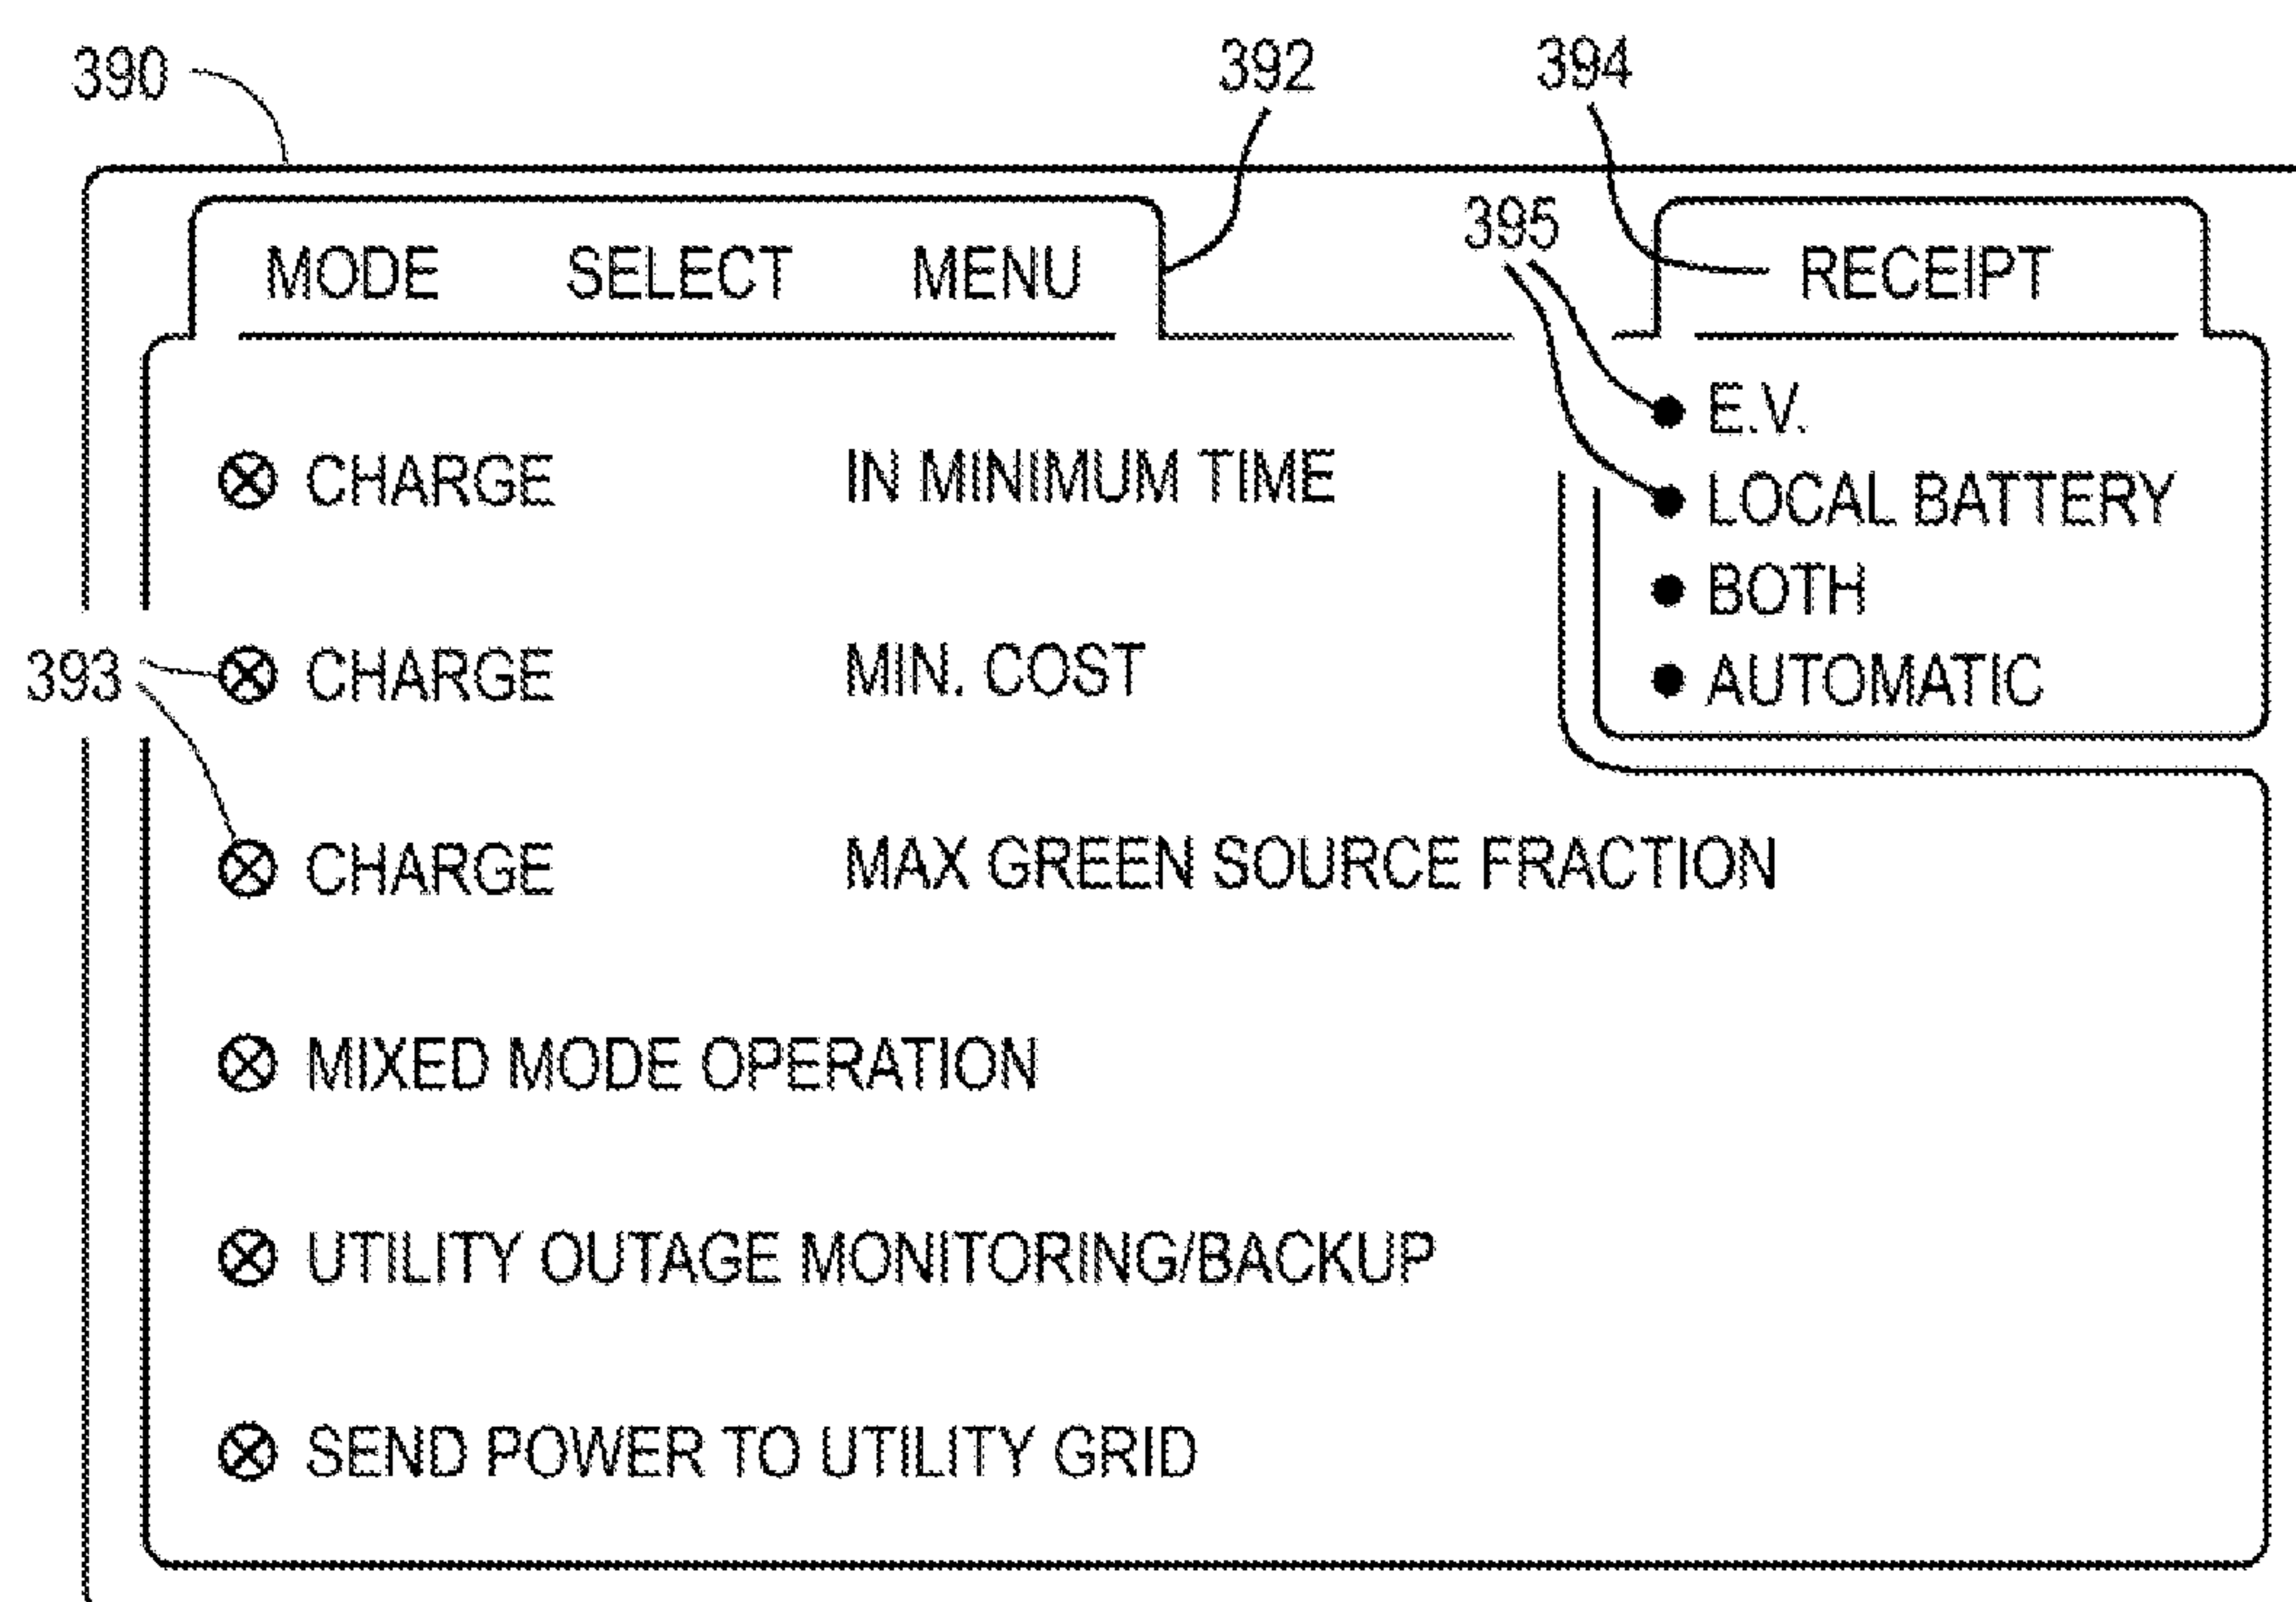 390
392
394
395
MODE SELECT MENU
RECEIPT
E.V.
LOCAL BATTERY
BOTH
AUTOMATIC
CHARGE IN MINIMUM TIME
393
CHARGE MIN. COST
CHARGE MAX GREEN SOURCE FRACTION
MIXED MODE OPERATION
UTILITY OUTAGE MONITORING/BACKUP
SEND POWER TO UTILITY GRID